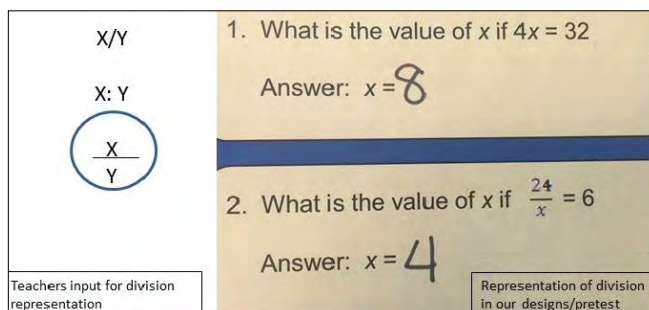 X/Y
X: Y
X
Y
Teachers input for division
representation
1. What is the value of x if 4x = 32
Answer: x = 8
2. What is the value of x if 24/x = 6
Answer: x = 4
Representation of division
in our designs/pretest